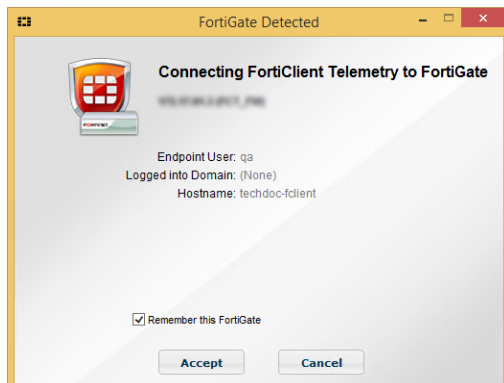 FortiGate Detected
Connecting FortiClient Telemetry to FortiGate
Endpoint User: qa
Logged into Domain: (None)
Hostname: techdoc-fclient
Remember this FortiGate
Accept
Cancel